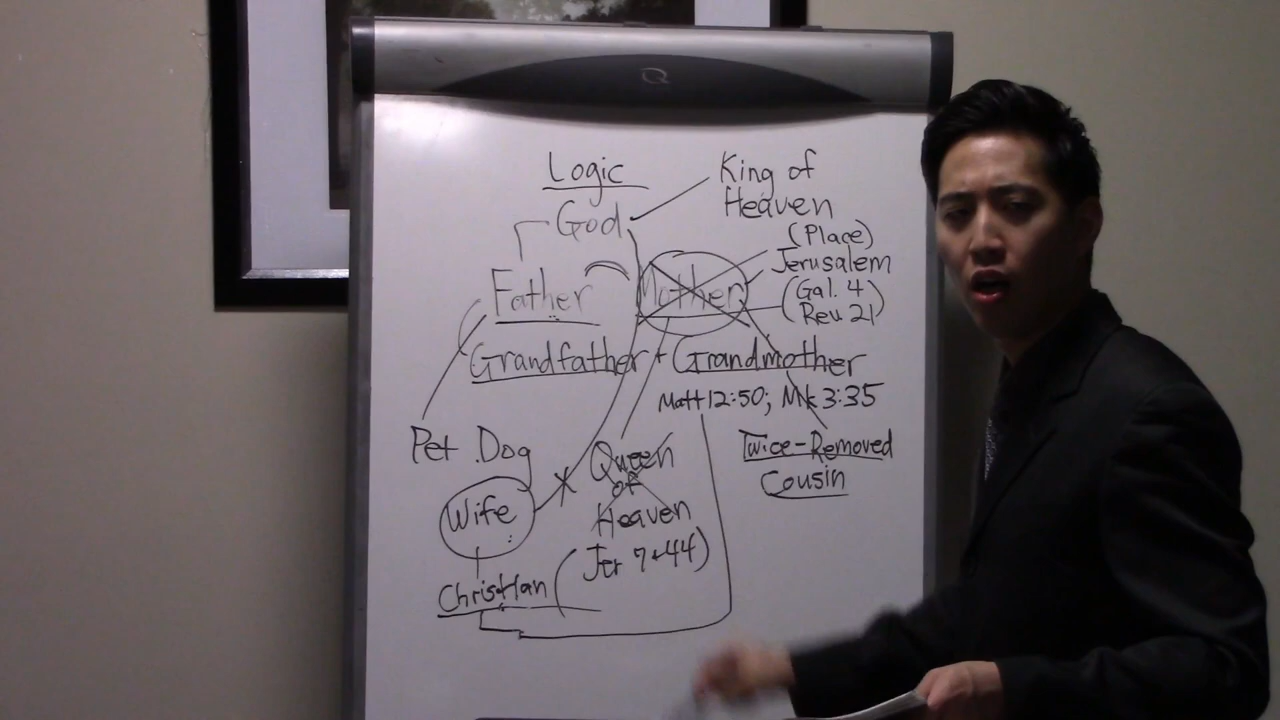 Logic
God
King of
Heaven
Father
Mother
(Place)
Jerusalem
(Gal. 4
Rev 21)
Grandfather + Grandmother
Matt 12:50; Mk 3:35
Pet Dog
Wife
Christian
Queen
of
Heaven
(Jer 7+44)
Twice-Removed
Cousin